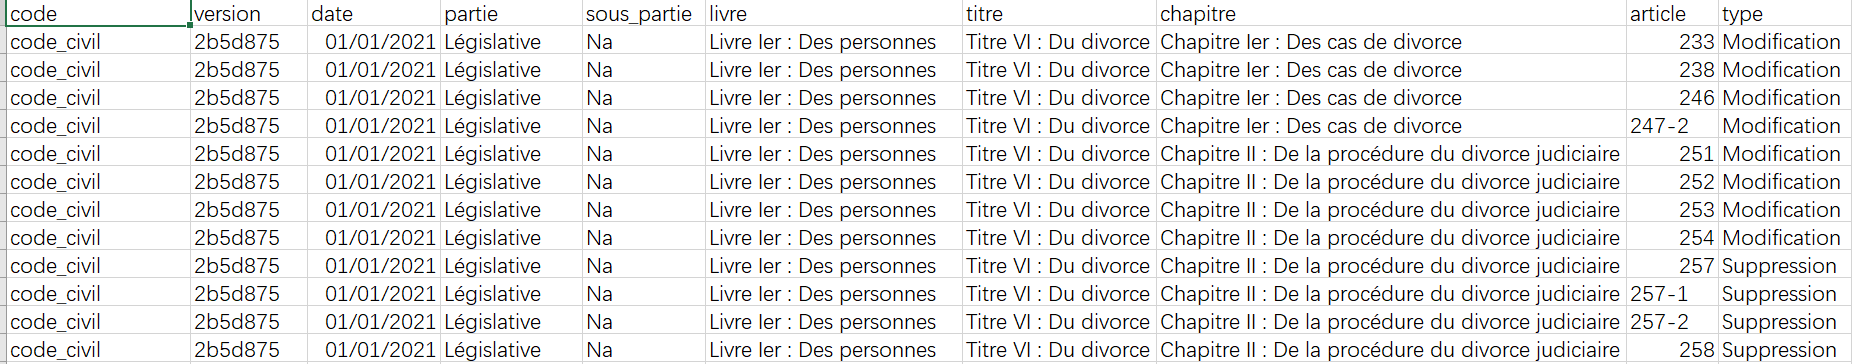 code version date partie sous_partie livre titre chapitre article type
code_civil 2b5d875 01/01/2021 Législative Na Livre Ier : Des personnes Titre VI : Du divorce Chapitre Ier : Des cas de divorce 233 Modification
code_civil 2b5d875 01/01/2021 Législative Na Livre Ier : Des personnes Titre VI : Du divorce Chapitre Ier : Des cas de divorce 238 Modification
code_civil 2b5d875 01/01/2021 Législative Na Livre Ier : Des personnes Titre VI : Du divorce Chapitre Ier : Des cas de divorce 246 Modification
code_civil 2b5d875 01/01/2021 Législative Na Livre Ier : Des personnes Titre VI : Du divorce Chapitre Ier : Des cas de divorce 247-2 Modification
code_civil 2b5d875 01/01/2021 Législative Na Livre Ier : Des personnes Titre VI : Du divorce Chapitre II : De la procédure du divorce judiciaire 251 Modification
code_civil 2b5d875 01/01/2021 Législative Na Livre Ier : Des personnes Titre VI : Du divorce Chapitre II : De la procédure du divorce judiciaire 252 Modification
code_civil 2b5d875 01/01/2021 Législative Na Livre Ier : Des personnes Titre VI : Du divorce Chapitre II : De la procédure du divorce judiciaire 253 Modification
code_civil 2b5d875 01/01/2021 Législative Na Livre Ier : Des personnes Titre VI : Du divorce Chapitre II : De la procédure du divorce judiciaire 254 Modification
code_civil 2b5d875 01/01/2021 Législative Na Livre Ier : Des personnes Titre VI : Du divorce Chapitre II : De la procédure du divorce judiciaire 257 Suppression
code_civil 2b5d875 01/01/2021 Législative Na Livre Ier : Des personnes Titre VI : Du divorce Chapitre II : De la procédure du divorce judiciaire 257-1 Suppression
code_civil 2b5d875 01/01/2021 Législative Na Livre Ier : Des personnes Titre VI : Du divorce Chapitre II : De la procédure du divorce judiciaire 257-2 Suppression
code_civil 2b5d875 01/01/2021 Législative Na Livre Ier : Des personnes Titre VI : Du divorce Chapitre II : De la procédure du divorce judiciaire 258 Suppression